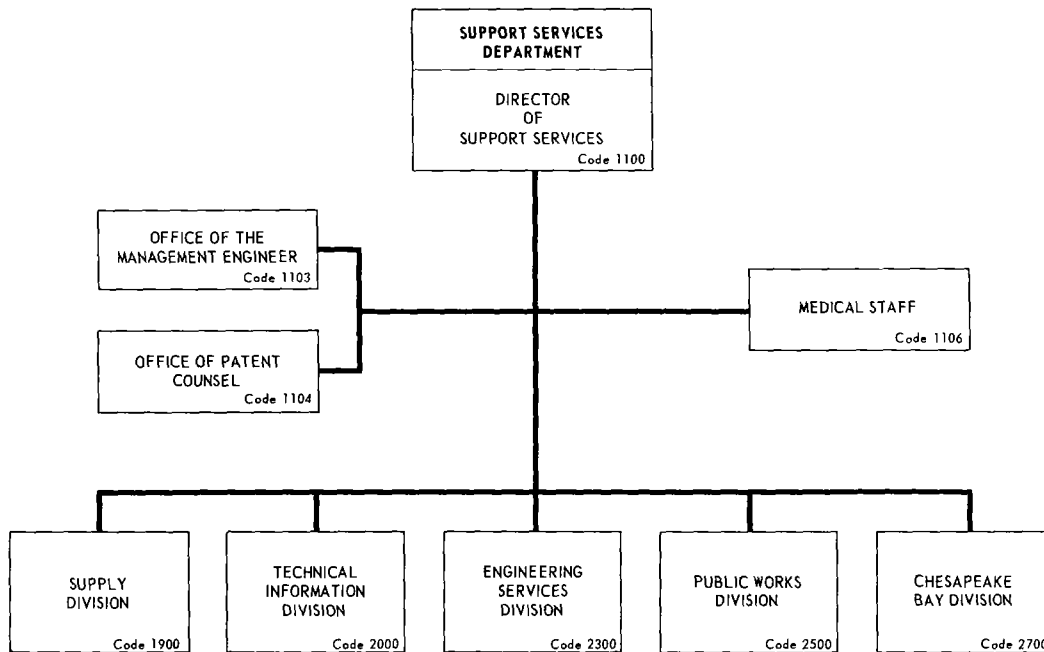 SUPPORT SERVICES
DEPARTMENT
DIRECTOR
OF
SUPPORT SERVICES
Code 1100
OFFICE OF THE
MANAGEMENT ENGINEER
Code 1103
OFFICE OF PATENT
COUNSEL
Code 1104
MEDICAL STAFF
Code 1106
SUPPLY
DIVISION
Code 1900
TECHNICAL
INFORMATION
DIVISION
Code 2000
ENGINEERING
SERVICES
DIVISION
Code 2300
PUBLIC WORKS
DIVISION
Code 2500
CHESAPEAKE
BAY DIVISION
Code 2700